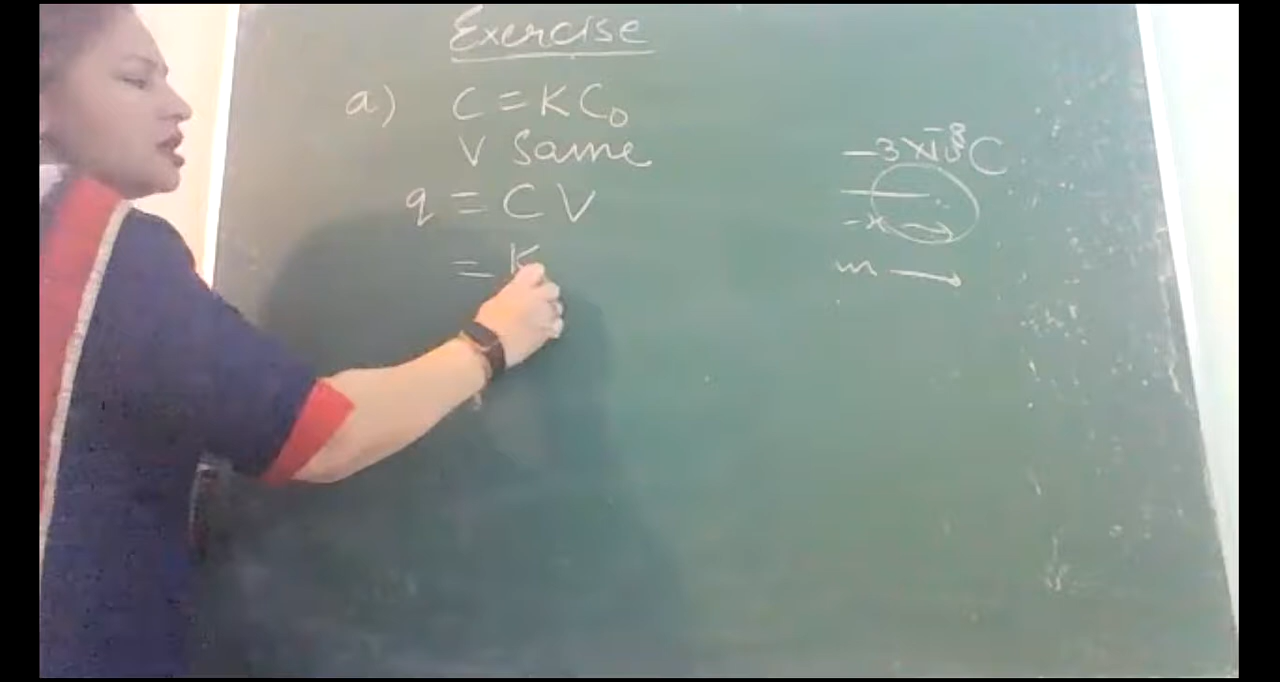 Exercise
a) C = KC₀
V Same
q = CV
= K
-3×10⁻⁸C
-x
m